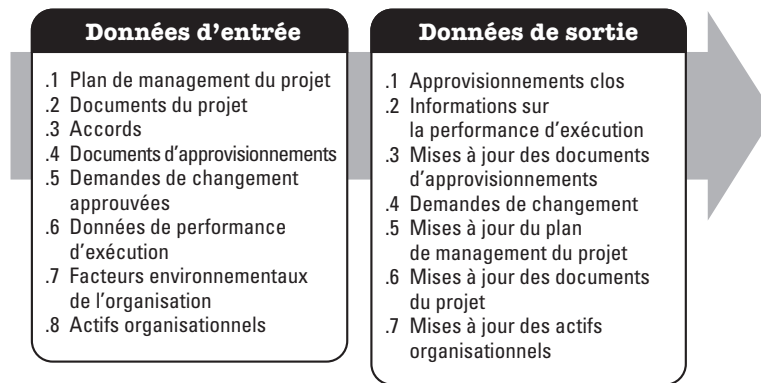 Données d'entrée
.1 Plan de management du projet
.2 Documents du projet
.3 Accords
.4 Documents d'approvisionnements
.5 Demandes de changement
approuvées
.6 Données de performance
d'exécution
.7 Facteurs environnementaux
de l'organisation
.8 Actifs organisationnels
Données de sortie
.1 Approvisionnements clos
.2 Informations sur
la performance d'exécution
.3 Mises à jour des documents
d'approvisionnements
.4 Demandes de changement
.5 Mises à jour du plan
de management du projet
.6 Mises à jour des documents
du projet
.7 Mises à jour des actifs
organisationnels